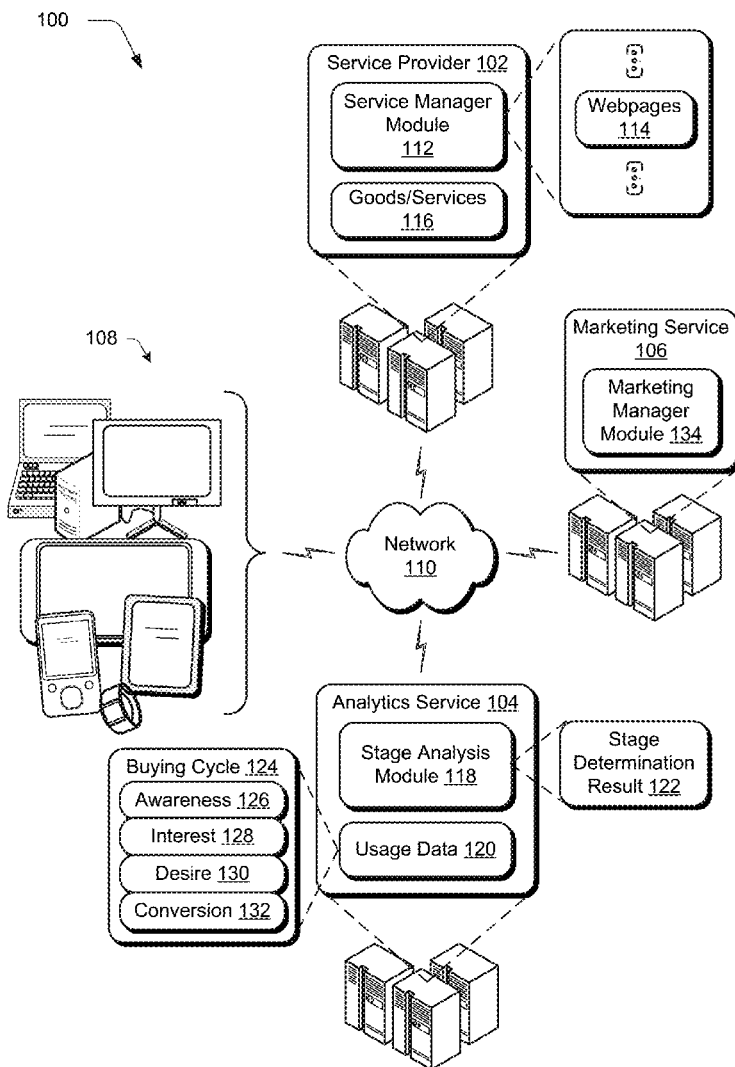 100
Service Provider 102
Service Manager
Module
112
Goods/Services
116
Webpages
114
108
Marketing Service
106
Marketing
Manager
Module 134
Network
110
Analytics Service 104
Stage Analysis
Module 118
Usage Data 120
Stage
Determination
Result 122
Buying Cycle 124
Awareness 126
Interest 128
Desire 130
Conversion 132